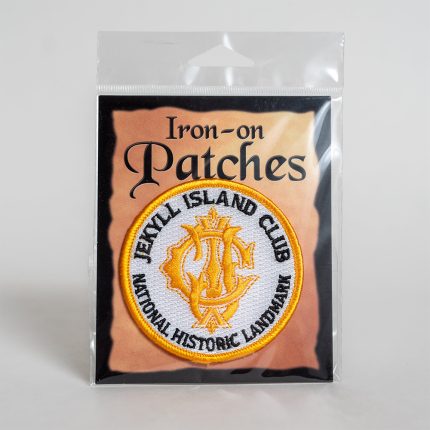 Iron-on
Patches
JEKYLL ISLAND CLUB
NATIONAL HISTORIC LANDMARK